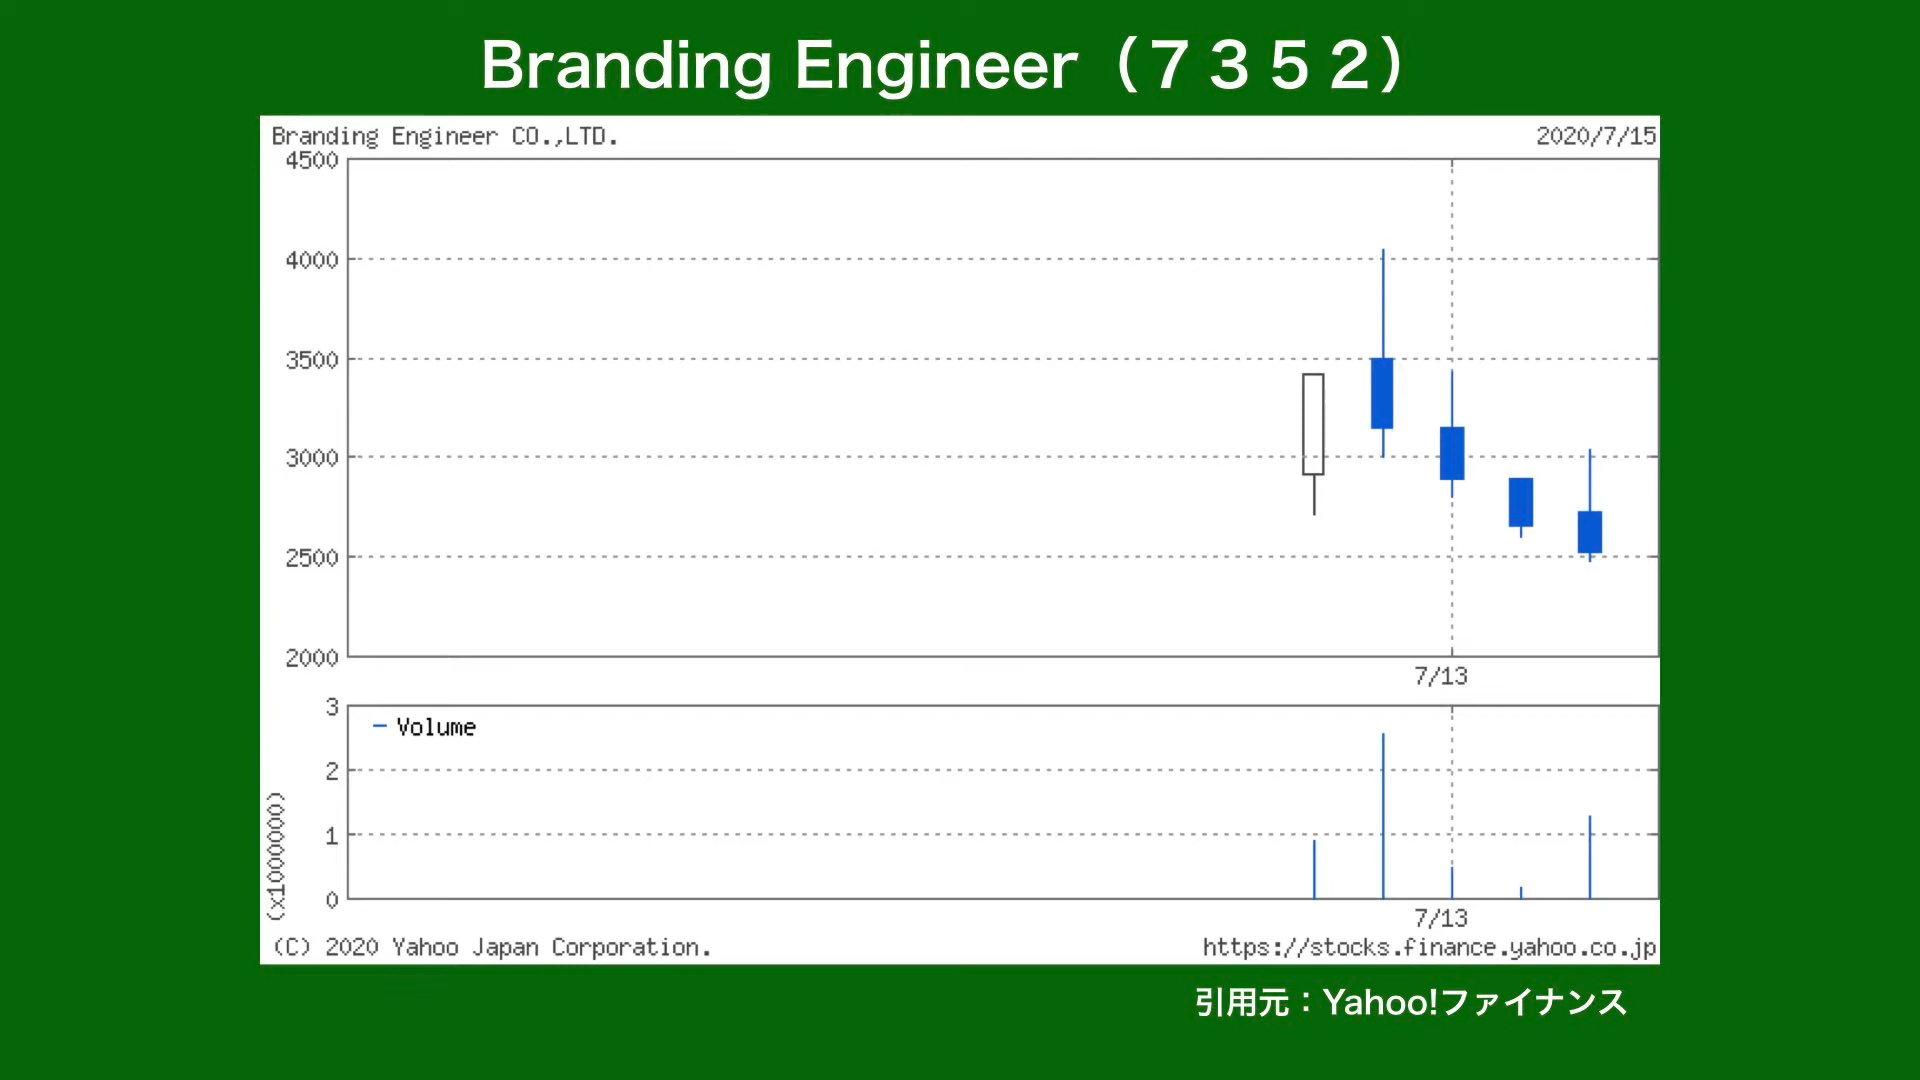 Branding Engineer（７３５２）
Branding Engineer CO.,LTD. 2020/7/15
4500
4000
3500
3000
2500
2000
7/13
3
Volume
2
1
0
(x1000000)
7/13
(C) 2020 Yahoo Japan Corporation. https://stocks.finance.yahoo.co.jp
引用元：Yahoo!ファイナンス